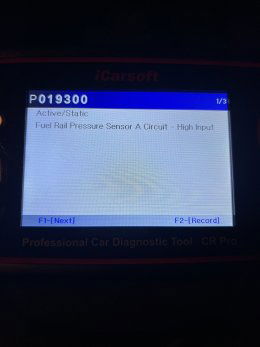 iCarsoft
P019300 1/3
Active/Static
Fuel Rail Pressure Sensor A Circuit - High Input
F1-[Next] F2-[Record]
Professional Car Diagnostic Tool CR Pro